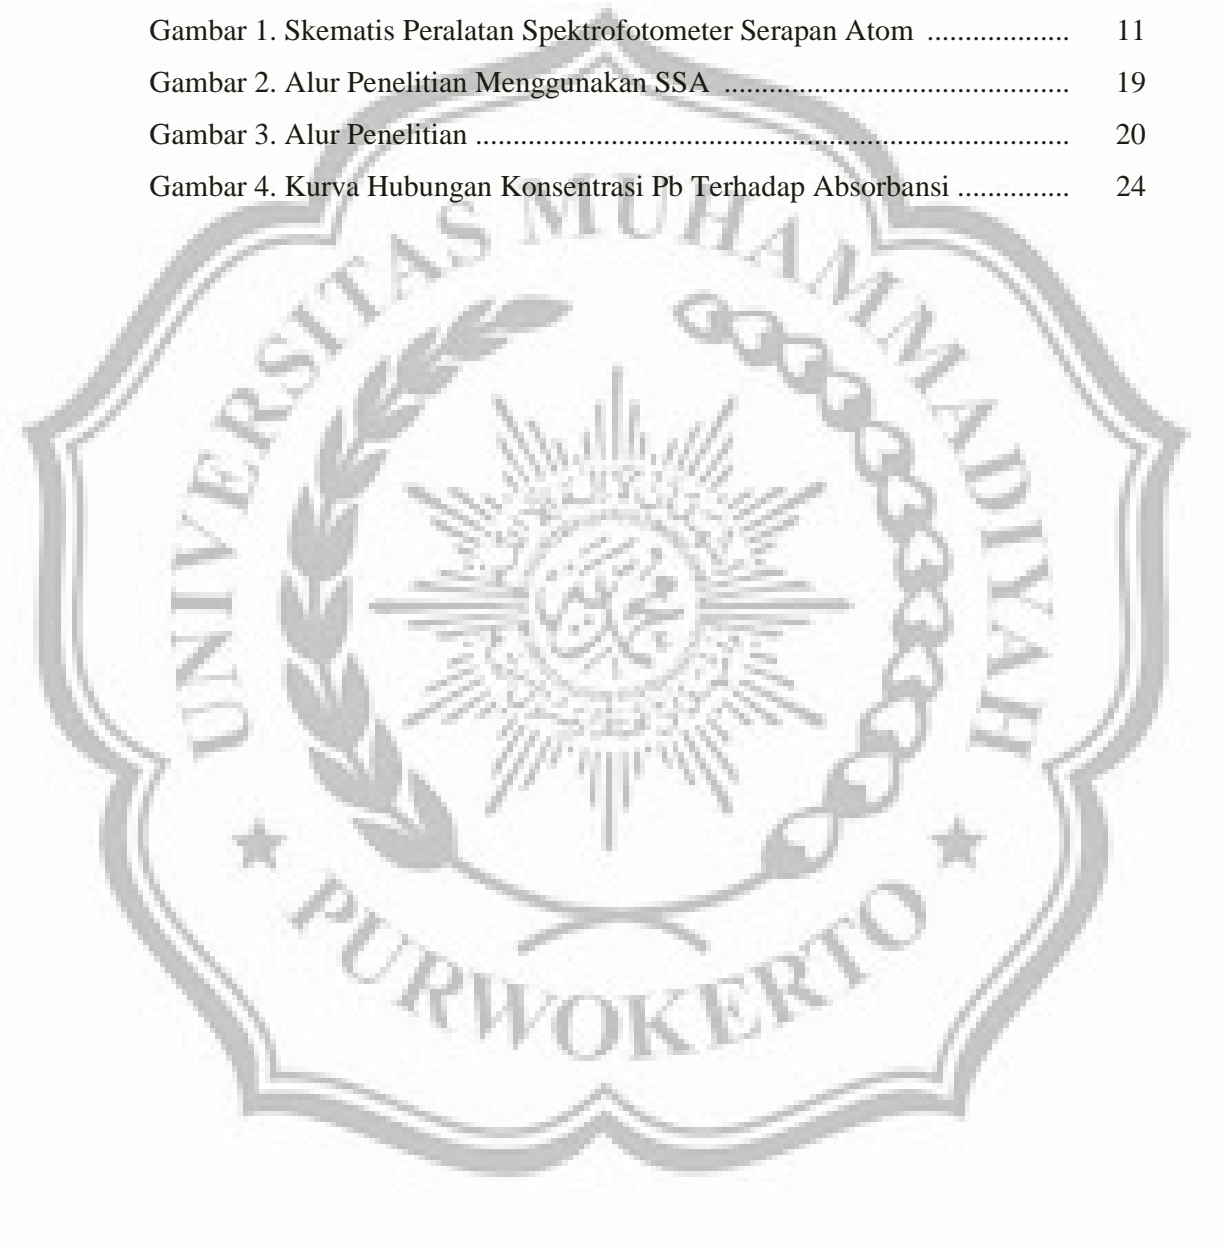 Gambar 1. Skematis Peralatan Spektrofotometer Serapan Atom ................... 11
Gambar 2. Alur Penelitian Menggunakan SSA .............................................. 19
Gambar 3. Alur Penelitian ............................................................................... 20
Gambar 4. Kurva Hubungan Konsentrasi Pb Terhadap Absorbansi ............... 24
UNIVERSITAS MUHAMMADIYAH
PURWOKERTO